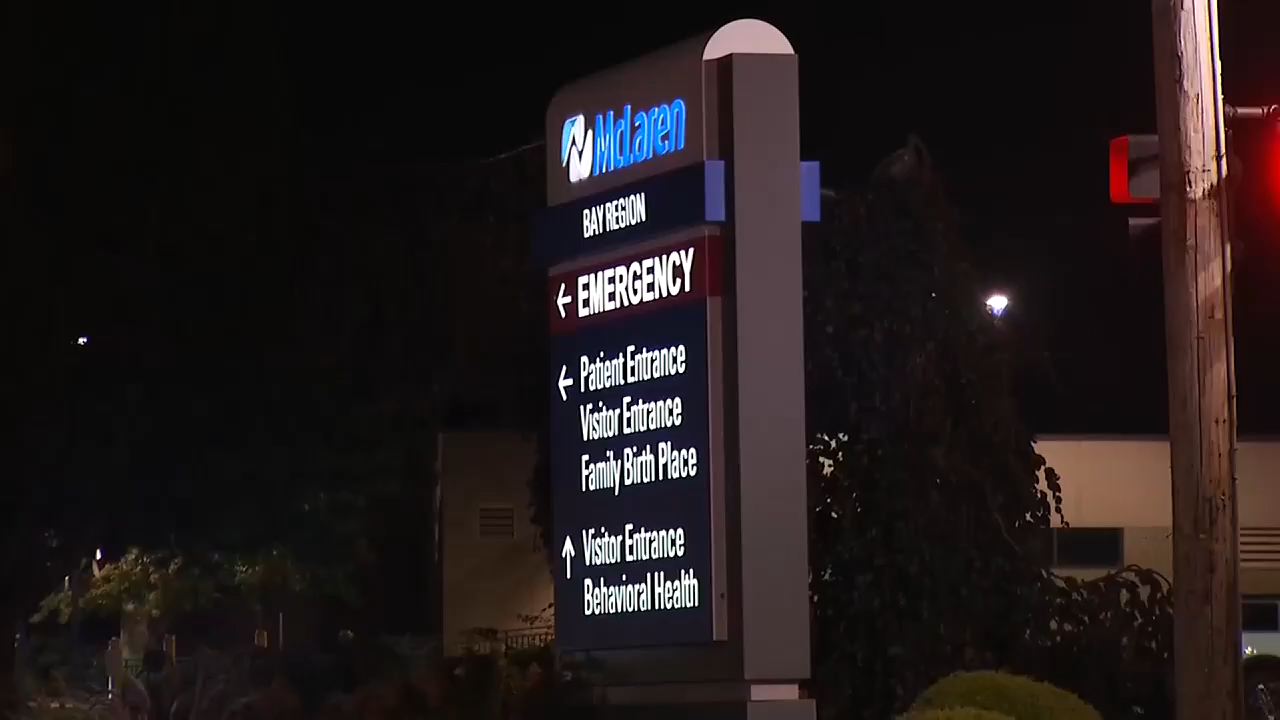 McLaren
BAY REGION
← EMERGENCY
← Patient Entrance
Visitor Entrance
Family Birth Place
↑ Visitor Entrance
Behavioral Health